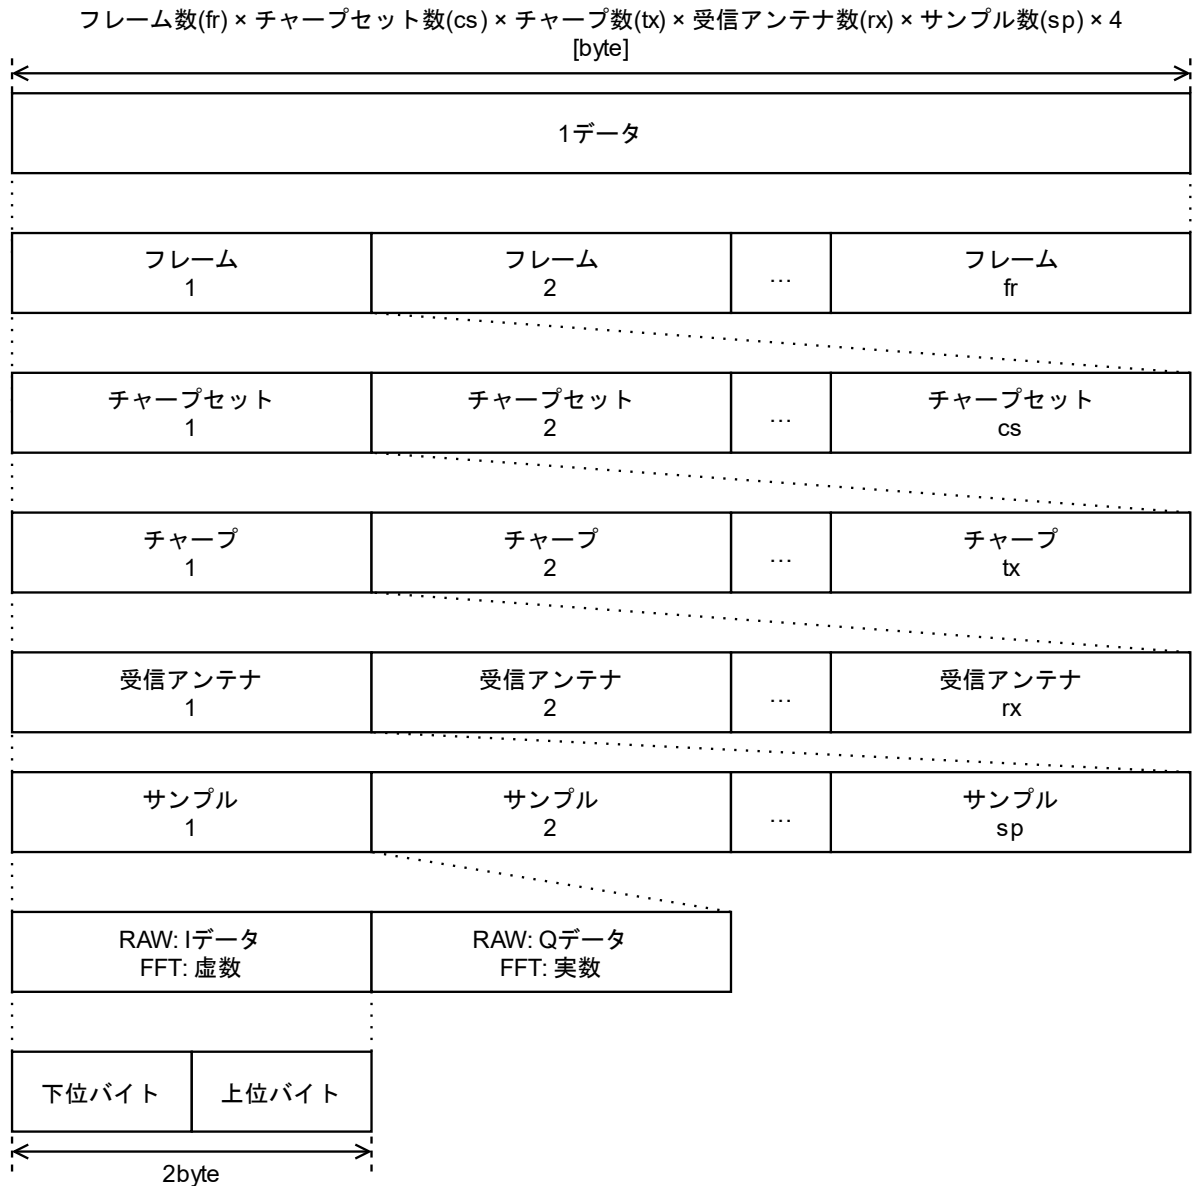 フレーム数(fr) × チャープセット数(cs) × チャープ数(tx) × 受信アンテナ数(rx) × サンプル数(sp) × 4
[byte]
1データ
フレーム
1
フレーム
2
…
フレーム
fr
チャープセット
1
チャープセット
2
…
チャープセット
cs
チャープ
1
チャープ
2
…
チャープ
tx
受信アンテナ
1
受信アンテナ
2
…
受信アンテナ
rx
サンプル
1
サンプル
2
…
サンプル
sp
RAW: Iデータ
FFT: 虚数
RAW: Qデータ
FFT: 実数
下位バイト
上位バイト
2byte